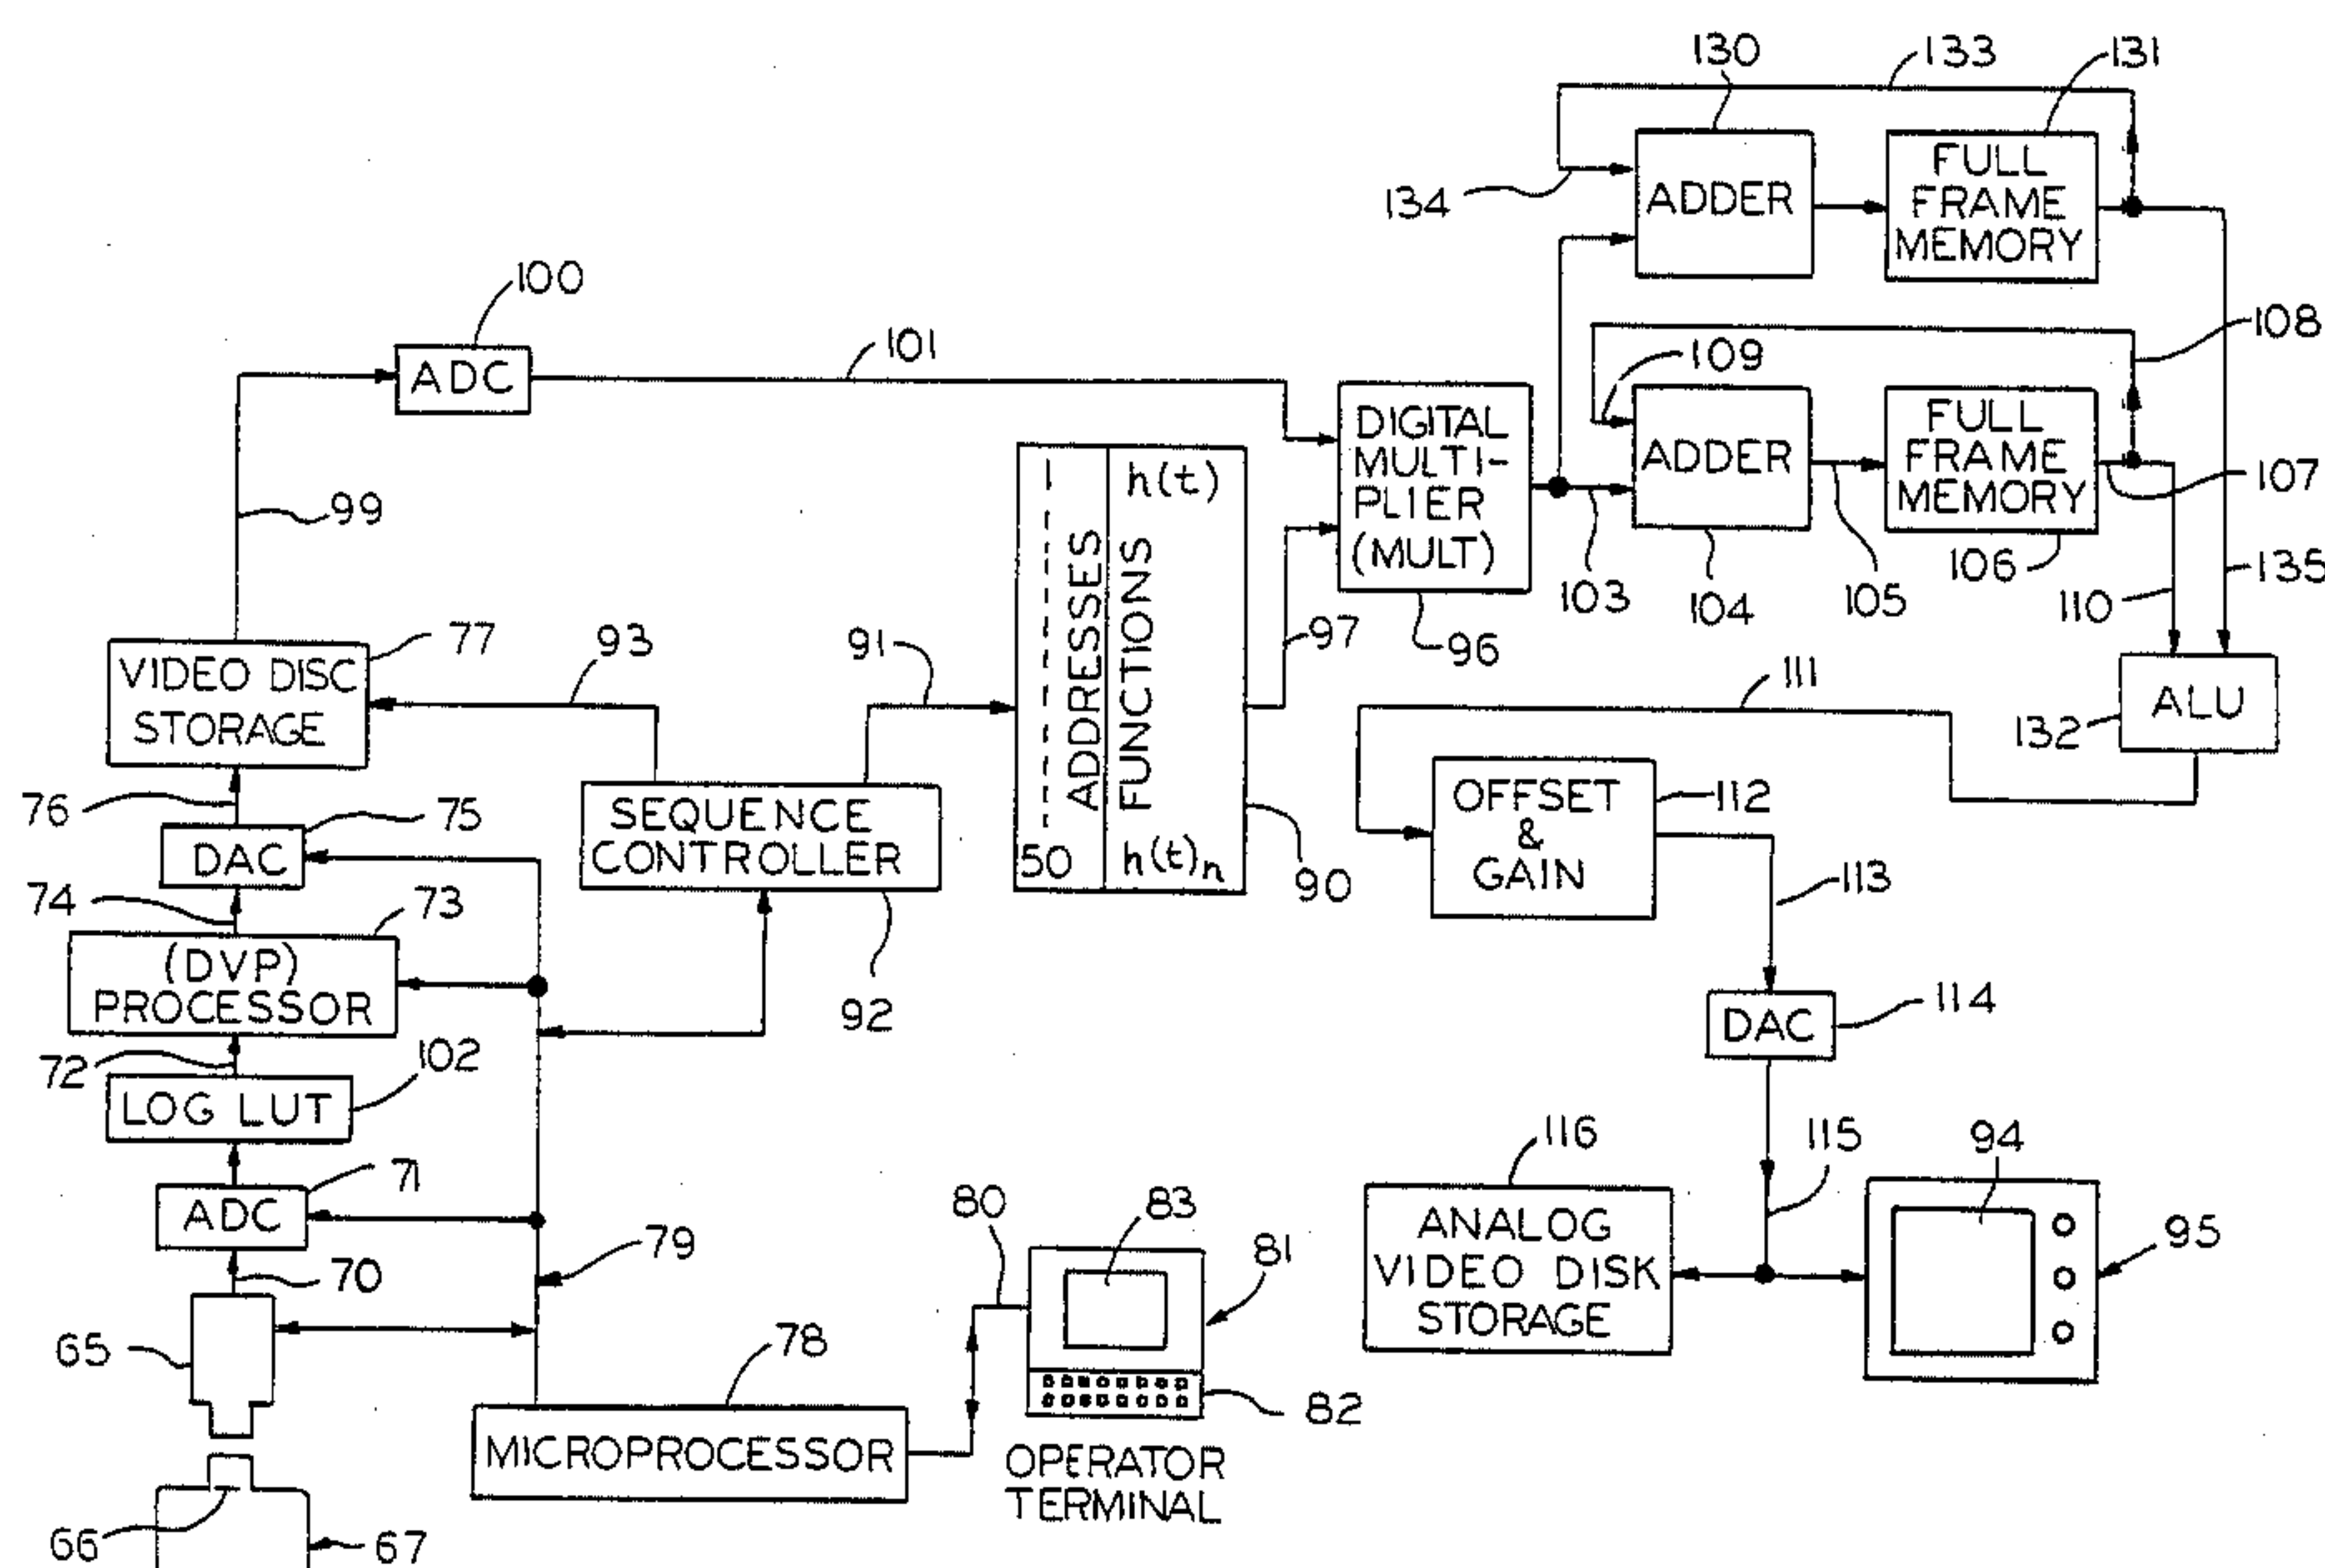 130
133
131
FULL
FRAME
MEMORY
ADDER
134
100
ADC
101
108
109
DIGITAL
MULTI-
PLIER
(MULT)
ADDER
FULL
FRAME
MEMORY
107
h(t)
ADDRESSES
FUNCTIONS
50
h(t)n
99
97
96
103
104
105
106
110
135
77
93
91
VIDEO DISC
STORAGE
111
ALU
132
76
75
DAC
SEQUENCE
CONTROLLER
OFFSET
&
GAIN
112
90
113
74
73
(DVP)
PROCESSOR
92
DAC
114
72
102
LOG LUT
116
115
94
71
ADC
80
83
81
ANALOG
VIDEO DISK
STORAGE
95
79
70
65
78
82
MICROPROCESSOR
OPERATOR
TERMINAL
66
67